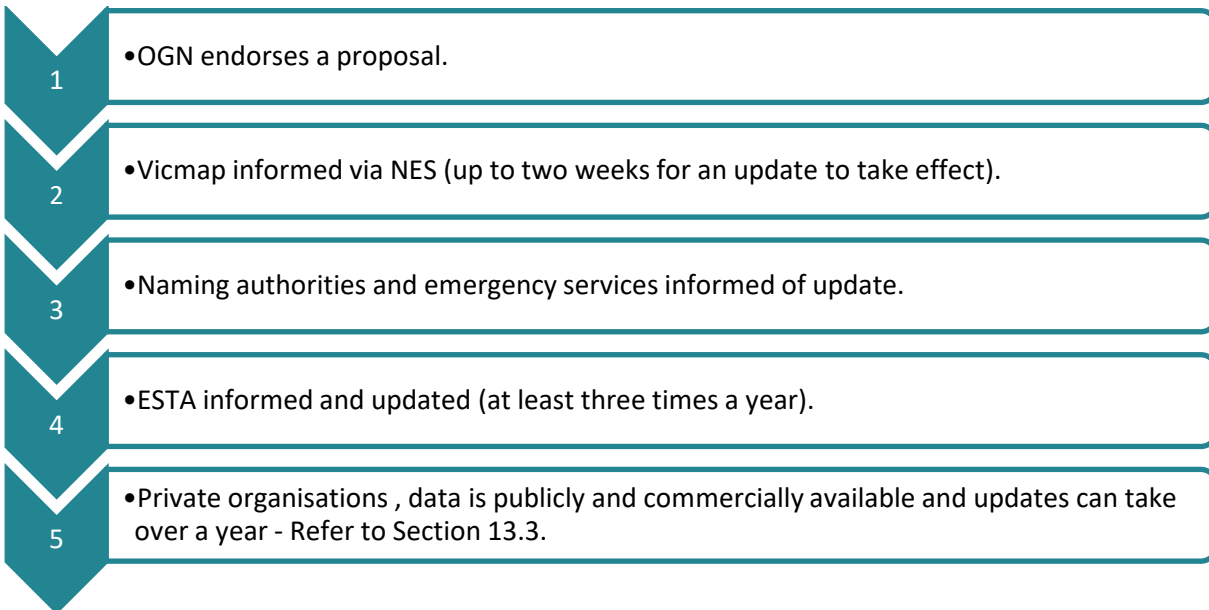 1
•OGN endorses a proposal.
2
•Vicmap informed via NES (up to two weeks for an update to take effect).
3
•Naming authorities and emergency services informed of update.
4
•ESTA informed and updated (at least three times a year).
5
•Private organisations , data is publicly and commercially available and updates can take
over a year - Refer to Section 13.3.